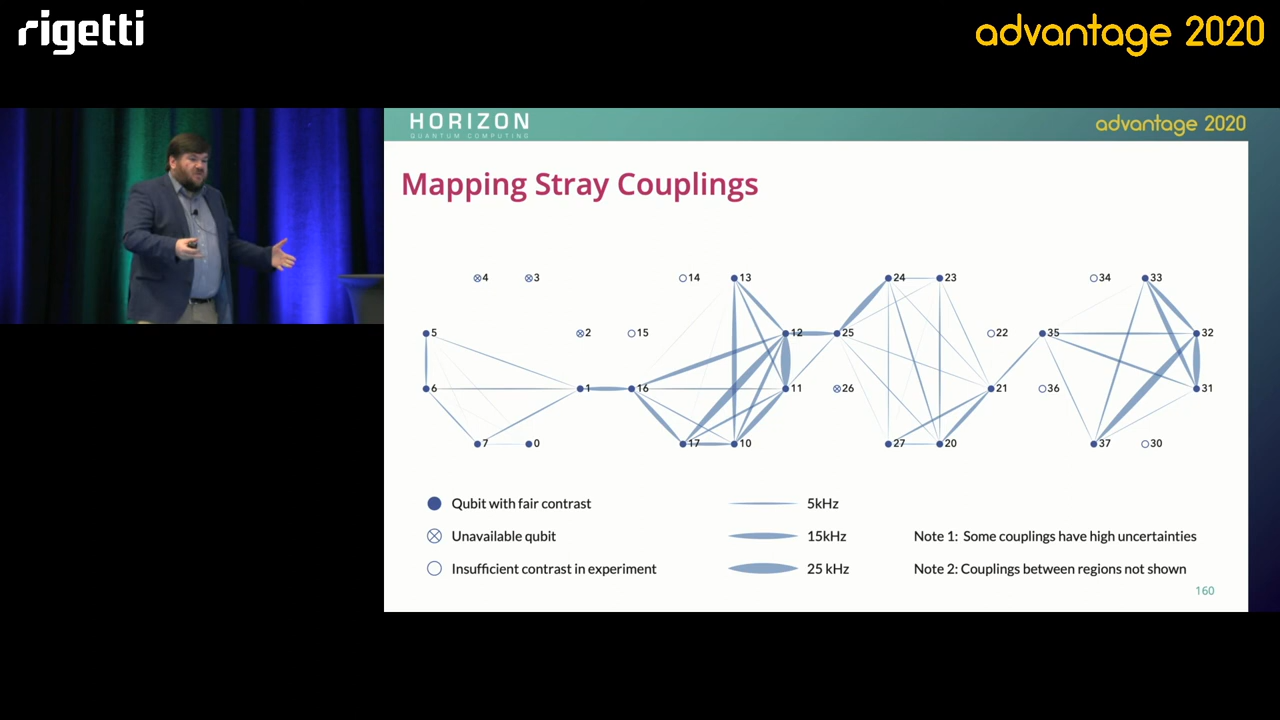 rigetti
advantage 2020
HORIZON
QUANTUM COMPUTING
advantage 2020
Mapping Stray Couplings
4 3 14 13 24 23 34 33
5 2 15 12 25 22 35 32
6 1 16 11 26 21 36 31
7 0 17 10 27 20 37 30
Qubit with fair contrast
5kHz
Unavailable qubit
15kHz
Note 1: Some couplings have high uncertainties
Insufficient contrast in experiment
25 kHz
Note 2: Couplings between regions not shown
160